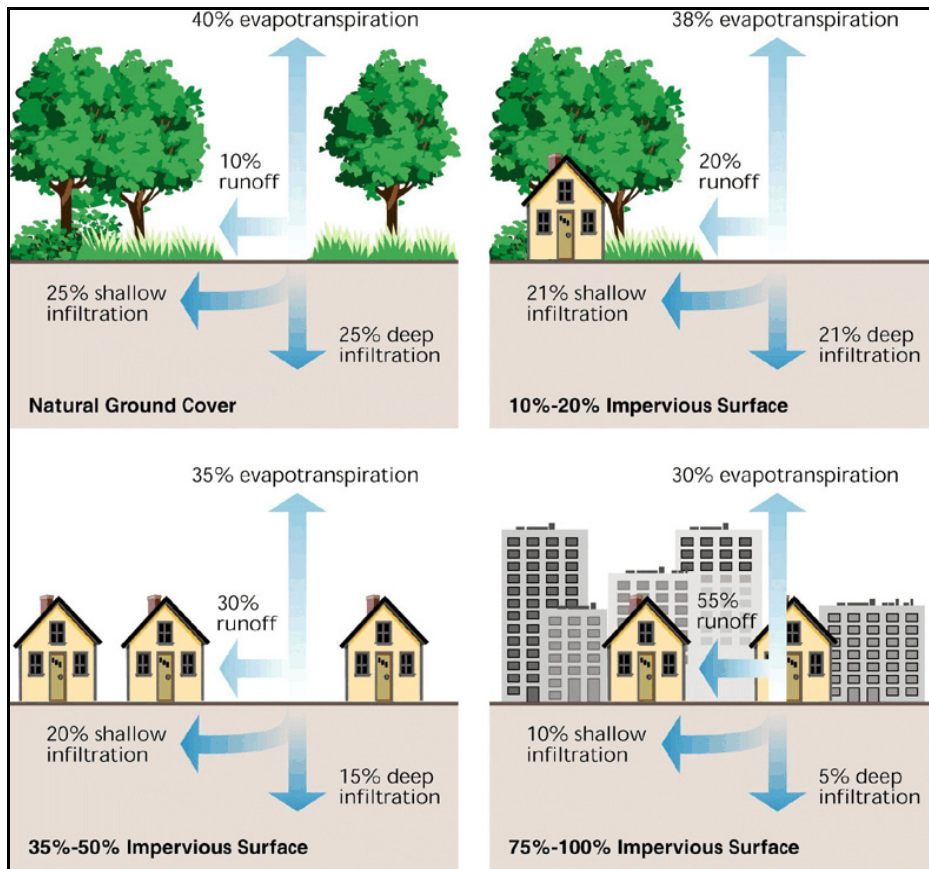 40% evapotranspiration
10%
runoff
25% shallow
infiltration
25% deep
infiltration
Natural Ground Cover
38% evapotranspiration
20%
runoff
21% shallow
infiltration
21% deep
infiltration
10%-20% Impervious Surface
35% evapotranspiration
30%
runoff
20% shallow
infiltration
15% deep
infiltration
35%-50% Impervious Surface
30% evapotranspiration
55%
runoff
10% shallow
infiltration
5% deep
infiltration
75%-100% Impervious Surface